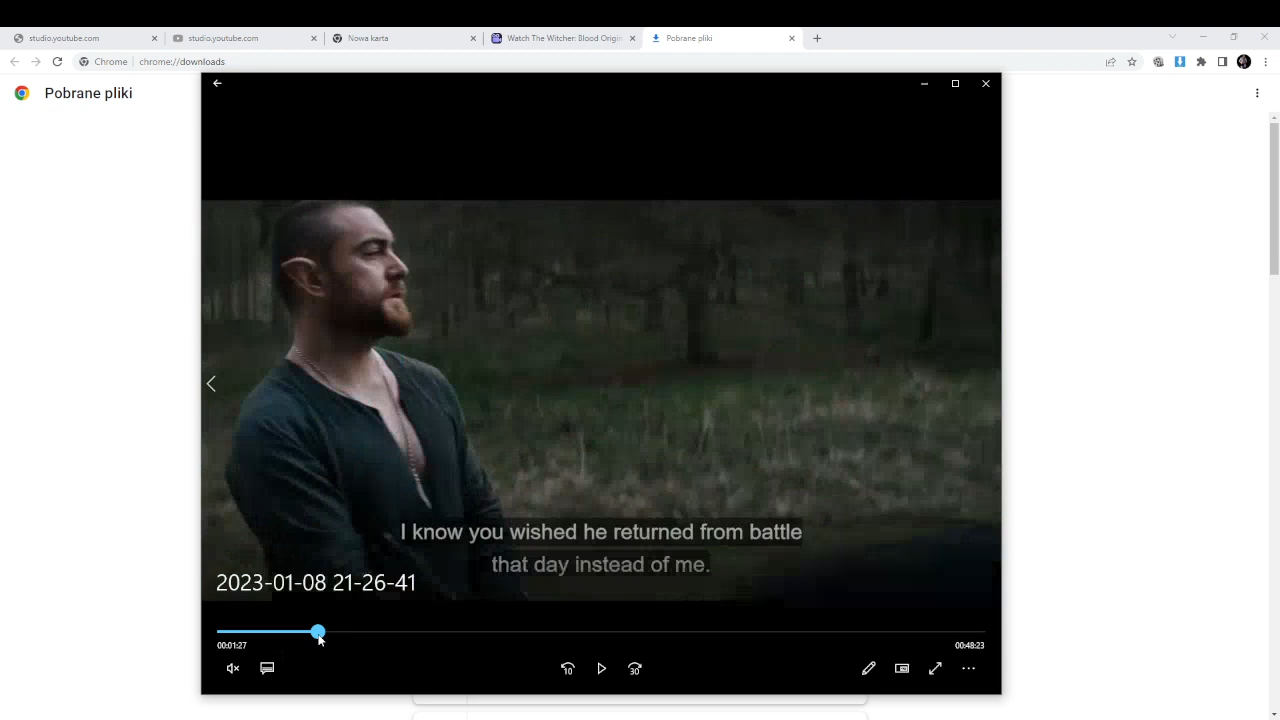 studio.youtube.com
studio.youtube.com
Nowa karta
Watch The Witcher: Blood Origin
Pobrane pliki
Chrome
chrome://downloads
Pobrane pliki
I know you wished he returned from battle
that day instead of me.
2023-01-08 21-26-41
00:01:27
00:48:23
10
30